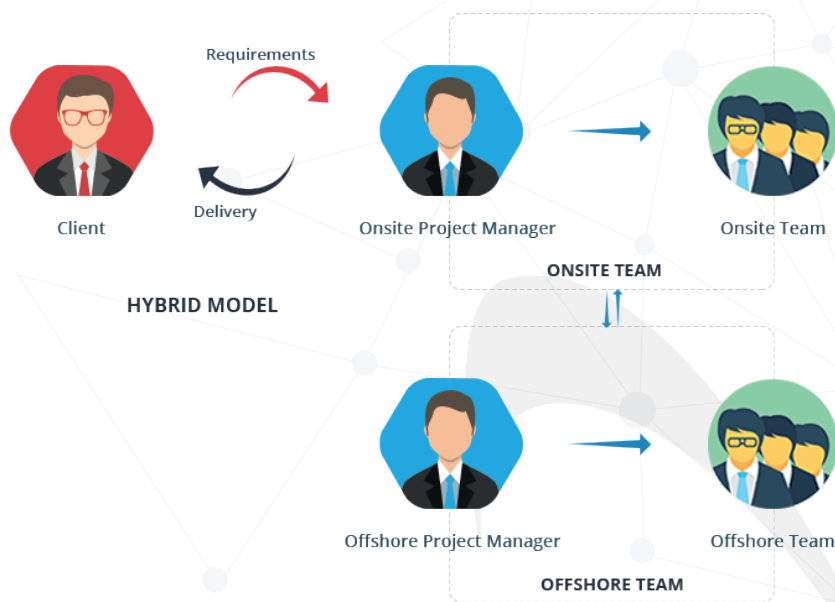 Requirements
Delivery
Client
Onsite Project Manager
Onsite Team
ONSITE TEAM
HYBRID MODEL
Offshore Project Manager
Offshore Team
OFFSHORE TEAM